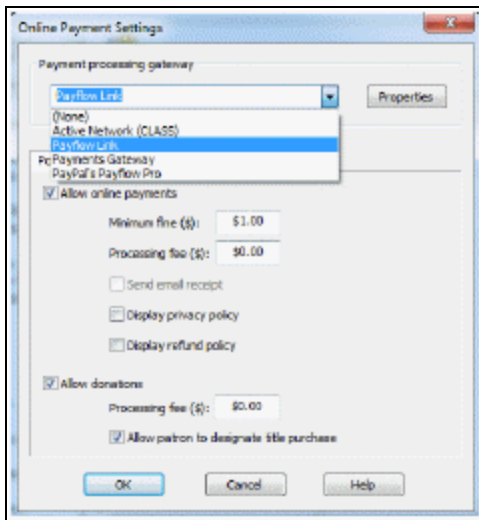 Online Payment Settings
Payment processing gateway
Payflow Link
Properties
(None)
Active Network (CLASS)
Payflow Link
Payments Gateway
PayPal's Payflow Pro
Allow online payments
Minimum fine ($): $1.00
Processing fee ($): $0.00
Send email receipt
Display privacy policy
Display refund policy
Allow donations
Processing fee ($): $0.00
Allow patron to designate title purchase
OK Cancel Help